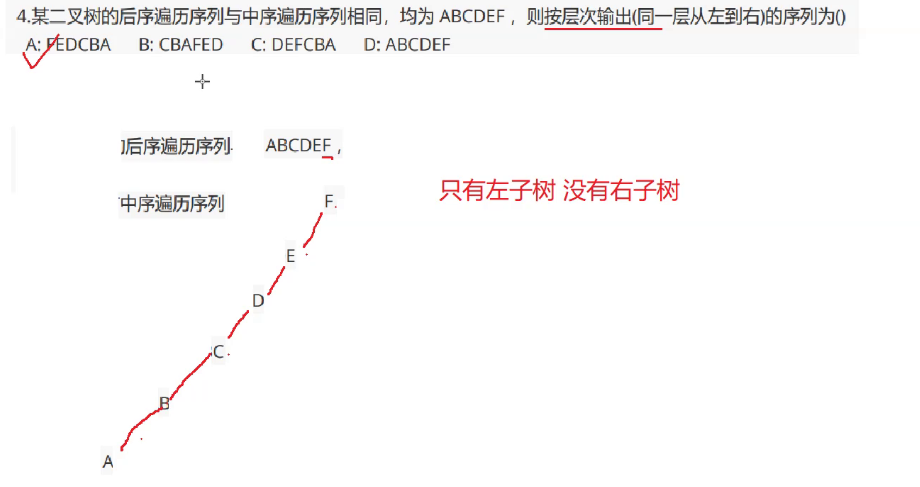 4.某二叉树的后序遍历序列与中序遍历序列相同，均为 ABCDEF ，则按层次输出(同一层从左到右)的序列为()
A: FEDCBA B: CBAFED C: DEFCBA D: ABCDEF
的后序遍历序列. ABCDEF ,
中序遍历序列 F.
只有左子树 没有右子树
E
D
C
B
A